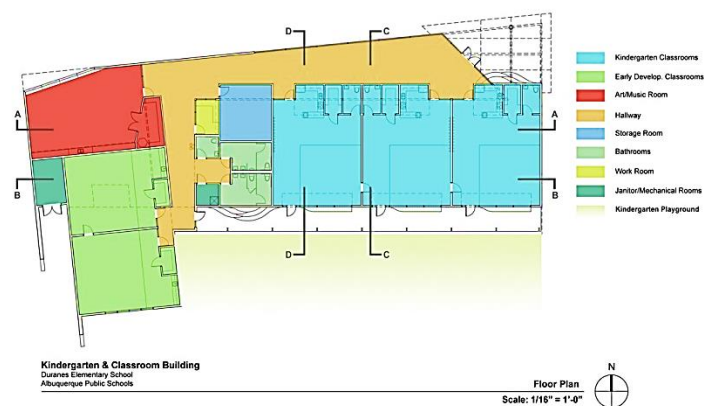 D
C
A
A
B
B
D
C
Kindergarten Classrooms
Early Develop. Classrooms
Art/Music Room
Hallway
Storage Room
Bathrooms
Work Room
Janitor/Mechanical Rooms
Kindergarten Playground
Kindergarten & Classroom Building
Duranes Elementary School
Albuquerque Public Schools
Floor Plan
Scale: 1/16" = 1'-0"
N